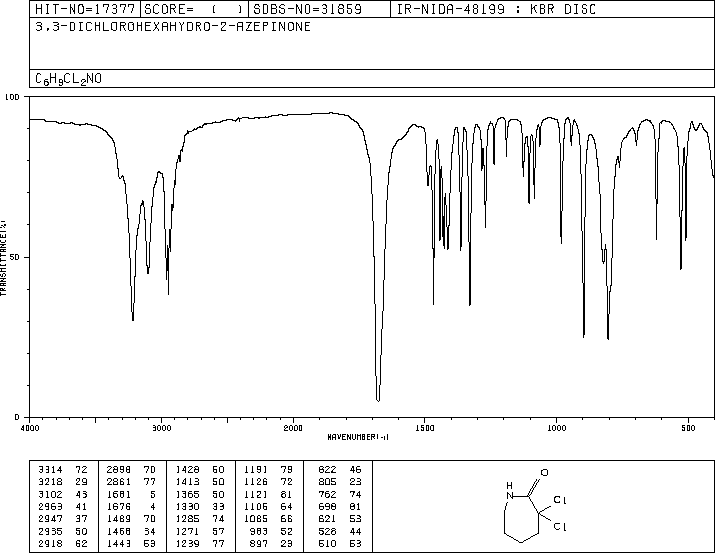 HIT-NO=17377 SCORE= ( ) SDBS-NO=31859 IR-NIDA-48199 : KBR DISC
3,3-DICHLOROHEXAHYDRO-2-AZEPINONE
C6H9CL2NO
100
50
0
TRANSMITTANCE(%)
4000 3000 2000 1500 1000 500
WAVENUMBER(-1)
3314 72 2898 70 1428 60 1191 79 822 46
3218 29 2861 77 1413 50 1126 72 805 23
3102 43 1681 5 1365 50 1121 81 762 74
2963 41 1676 4 1330 33 1106 64 698 81
2947 37 1489 70 1285 74 1085 66 621 53
2935 50 1468 34 1271 57 983 52 528 44
2918 62 1443 53 1239 77 897 23 510 53
O
H
N
Cl
Cl